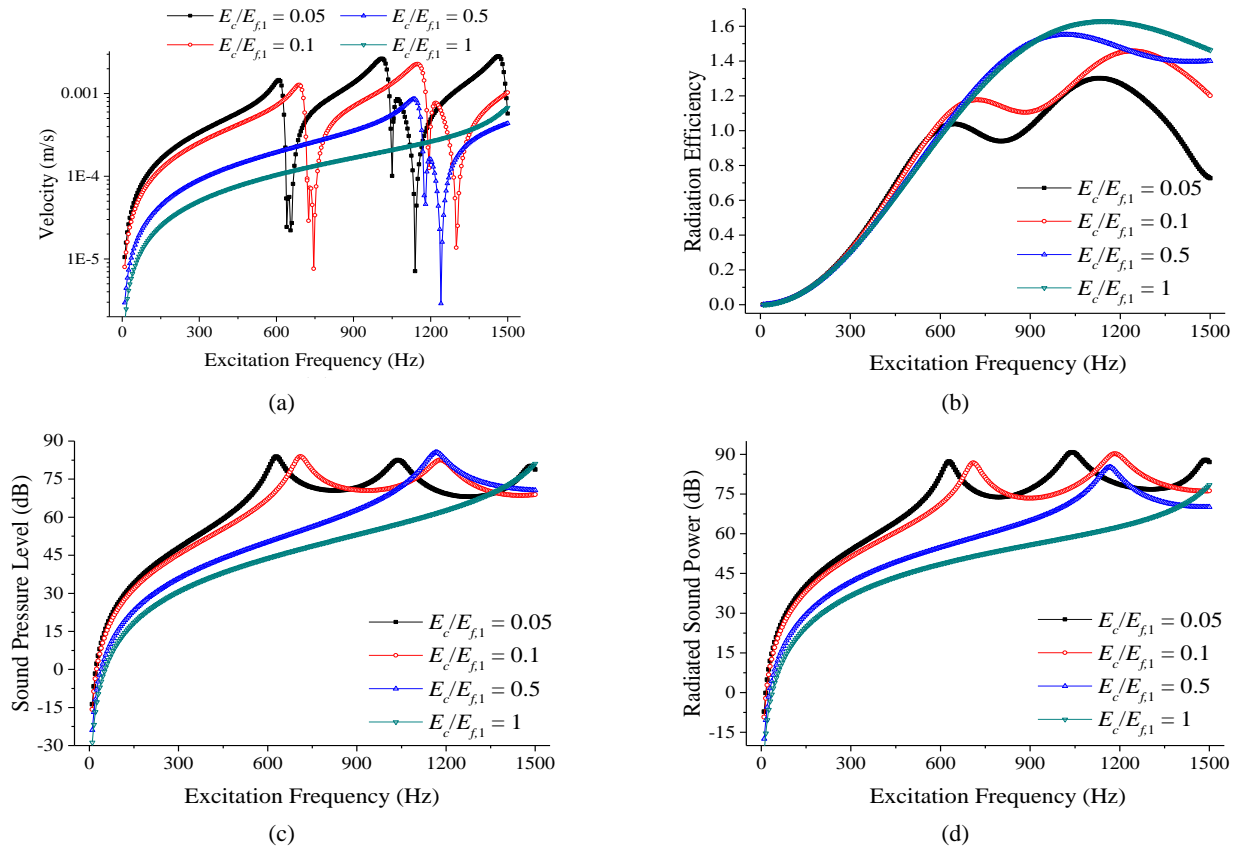 E_c/E_{f,1} = 0.05
E_c/E_{f,1} = 0.5
E_c/E_{f,1} = 0.1
E_c/E_{f,1} = 1
0.001
1E-4
1E-5
Velocity (m/s)
0 300 600 900 1200 1500
Excitation Frequency (Hz)
(a)
1.6
1.4
1.2
1.0
0.8
0.6
0.4
0.2
0.0
Radiation Efficiency
E_c/E_{f,1} = 0.05
E_c/E_{f,1} = 0.1
E_c/E_{f,1} = 0.5
E_c/E_{f,1} = 1
0 300 600 900 1200 1500
Excitation Frequency (Hz)
(b)
90
75
60
45
30
15
0
-15
-30
Sound Pressure Level (dB)
E_c/E_{f,1} = 0.05
E_c/E_{f,1} = 0.1
E_c/E_{f,1} = 0.5
E_c/E_{f,1} = 1
0 300 600 900 1200 1500
Excitation Frequency (Hz)
(c)
90
75
60
45
30
15
0
-15
Radiated Sound Power (dB)
E_c/E_{f,1} = 0.05
E_c/E_{f,1} = 0.1
E_c/E_{f,1} = 0.5
E_c/E_{f,1} = 1
0 300 600 900 1200 1500
Excitation Frequency (Hz)
(d)